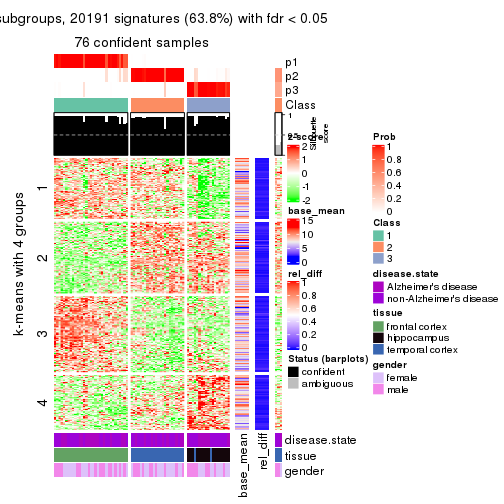 subgroups, 20191 signatures (63.8%) with fdr < 0.05
76 confident samples
p1
p2
p3
Class
1
Silhouette
score
k-means with 4 groups
1
2
3
4
z-score
2
1
0
-1
-2
base_mean
15
10
5
0
rel_diff
1
0.8
0.6
0.4
0.2
0
Status (barplots)
confident
ambiguous
Prob
1
0.8
0.6
0.4
0.2
0
Class
1
2
3
disease.state
Alzheimer's disease
non-Alzheimer's disease
tissue
frontal cortex
hippocampus
temporal cortex
gender
female
male
disease.state
tissue
gender
base_mean
rel_diff